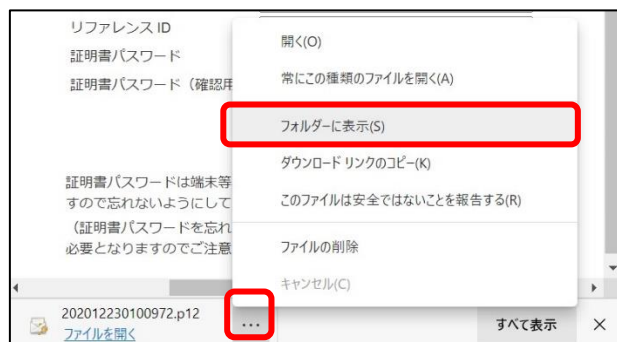 リファレンス ID
証明書パスワード
証明書パスワード（確認用
証明書パスワードは端末等
すので忘れないようにして
（証明書パスワードを忘れ
必要となりますのでご注意
開く(O)
常にこの種類のファイルを開く(A)
フォルダーに表示(S)
ダウンロード リンクのコピー(K)
このファイルは安全ではないことを報告する(R)
ファイルの削除
キャンセル(C)
202012230100972.p12
ファイルを開く
...
すべて表示